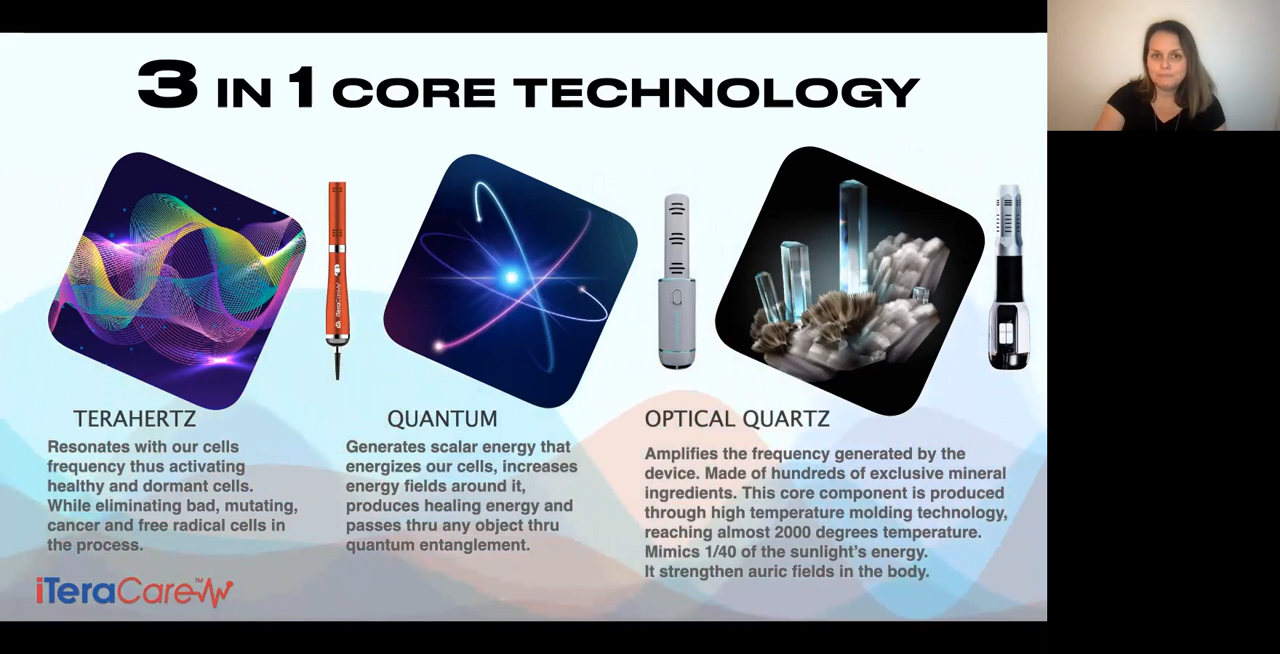 3 IN 1 CORE TECHNOLOGY
TERAHERTZ
Resonates with our cells
frequency thus activating
healthy and dormant cells.
While eliminating bad, mutating,
cancer and free radical cells in
the process.
QUANTUM
Generates scalar energy that
energizes our cells, increases
energy fields around it,
produces healing energy and
passes thru any object thru
quantum entanglement.
OPTICAL QUARTZ
Amplifies the frequency generated by the
device. Made of hundreds of exclusive mineral
ingredients. This core component is produced
through high temperature molding technology,
reaching almost 2000 degrees temperature.
Mimics 1/40 of the sunlight's energy.
It strengthen auric fields in the body.
iTeraCare™
iTeraCare